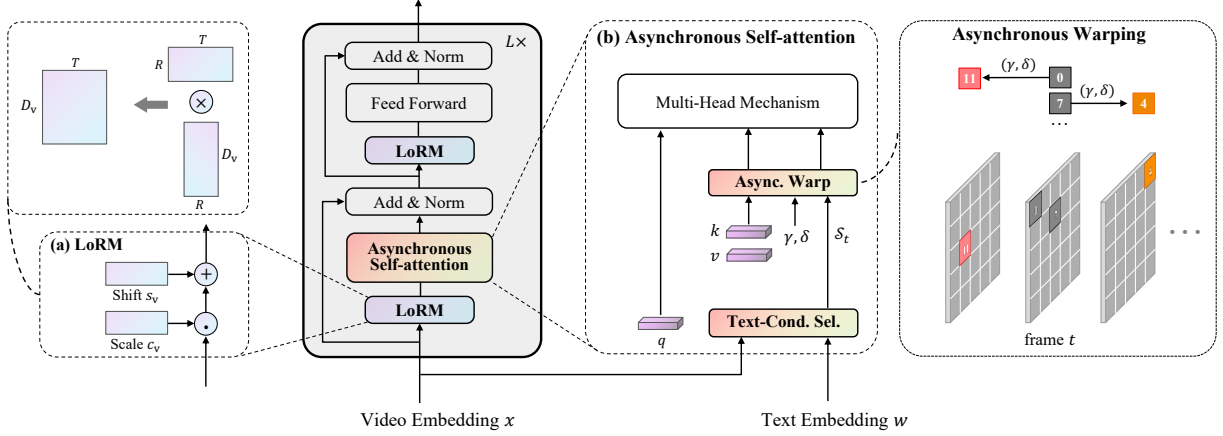 T
T
R
D_v
×
D_v
R
(a) LoRM
+
Shift s_v
·
Scale c_v
L×
Add & Norm
Feed Forward
LoRM
Add & Norm
Asynchronous
Self-attention
LoRM
Video Embedding x
(b) Asynchronous Self-attention
Multi-Head Mechanism
Async. Warp
k
v
γ, δ
𝒮_t
q
Text-Cond. Sel.
Text Embedding w
Asynchronous Warping
11
(γ, δ)
0
7
(γ, δ)
4
...
11
frame t